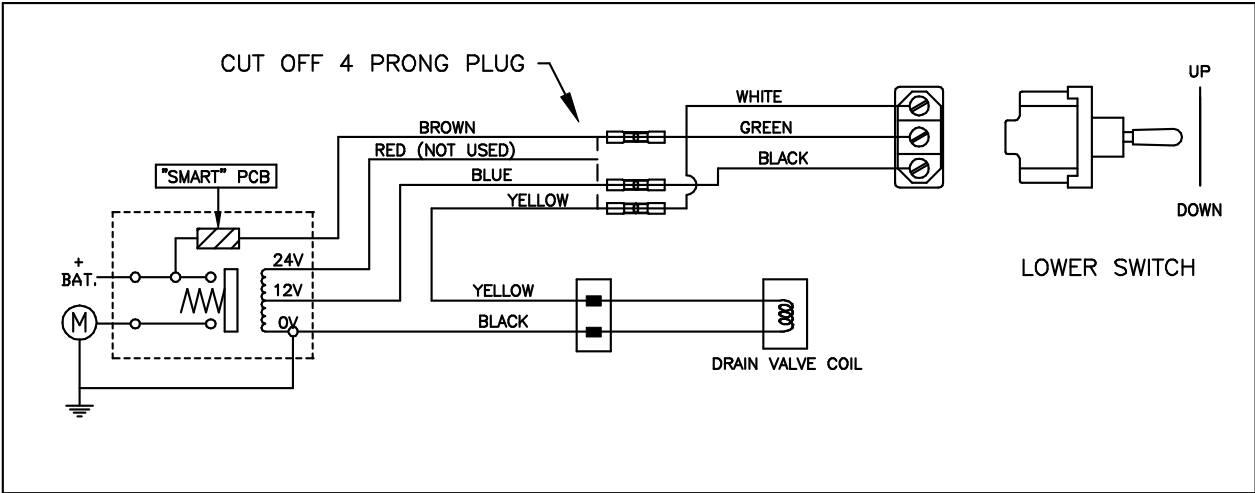 CUT OFF 4 PRONG PLUG
UP
WHITE
BROWN
GREEN
RED (NOT USED)
BLACK
"SMART" PCB
BLUE
YELLOW
DOWN
+
BAT.
24V
12V
0V
M
YELLOW
BLACK
LOWER SWITCH
DRAIN VALVE COIL